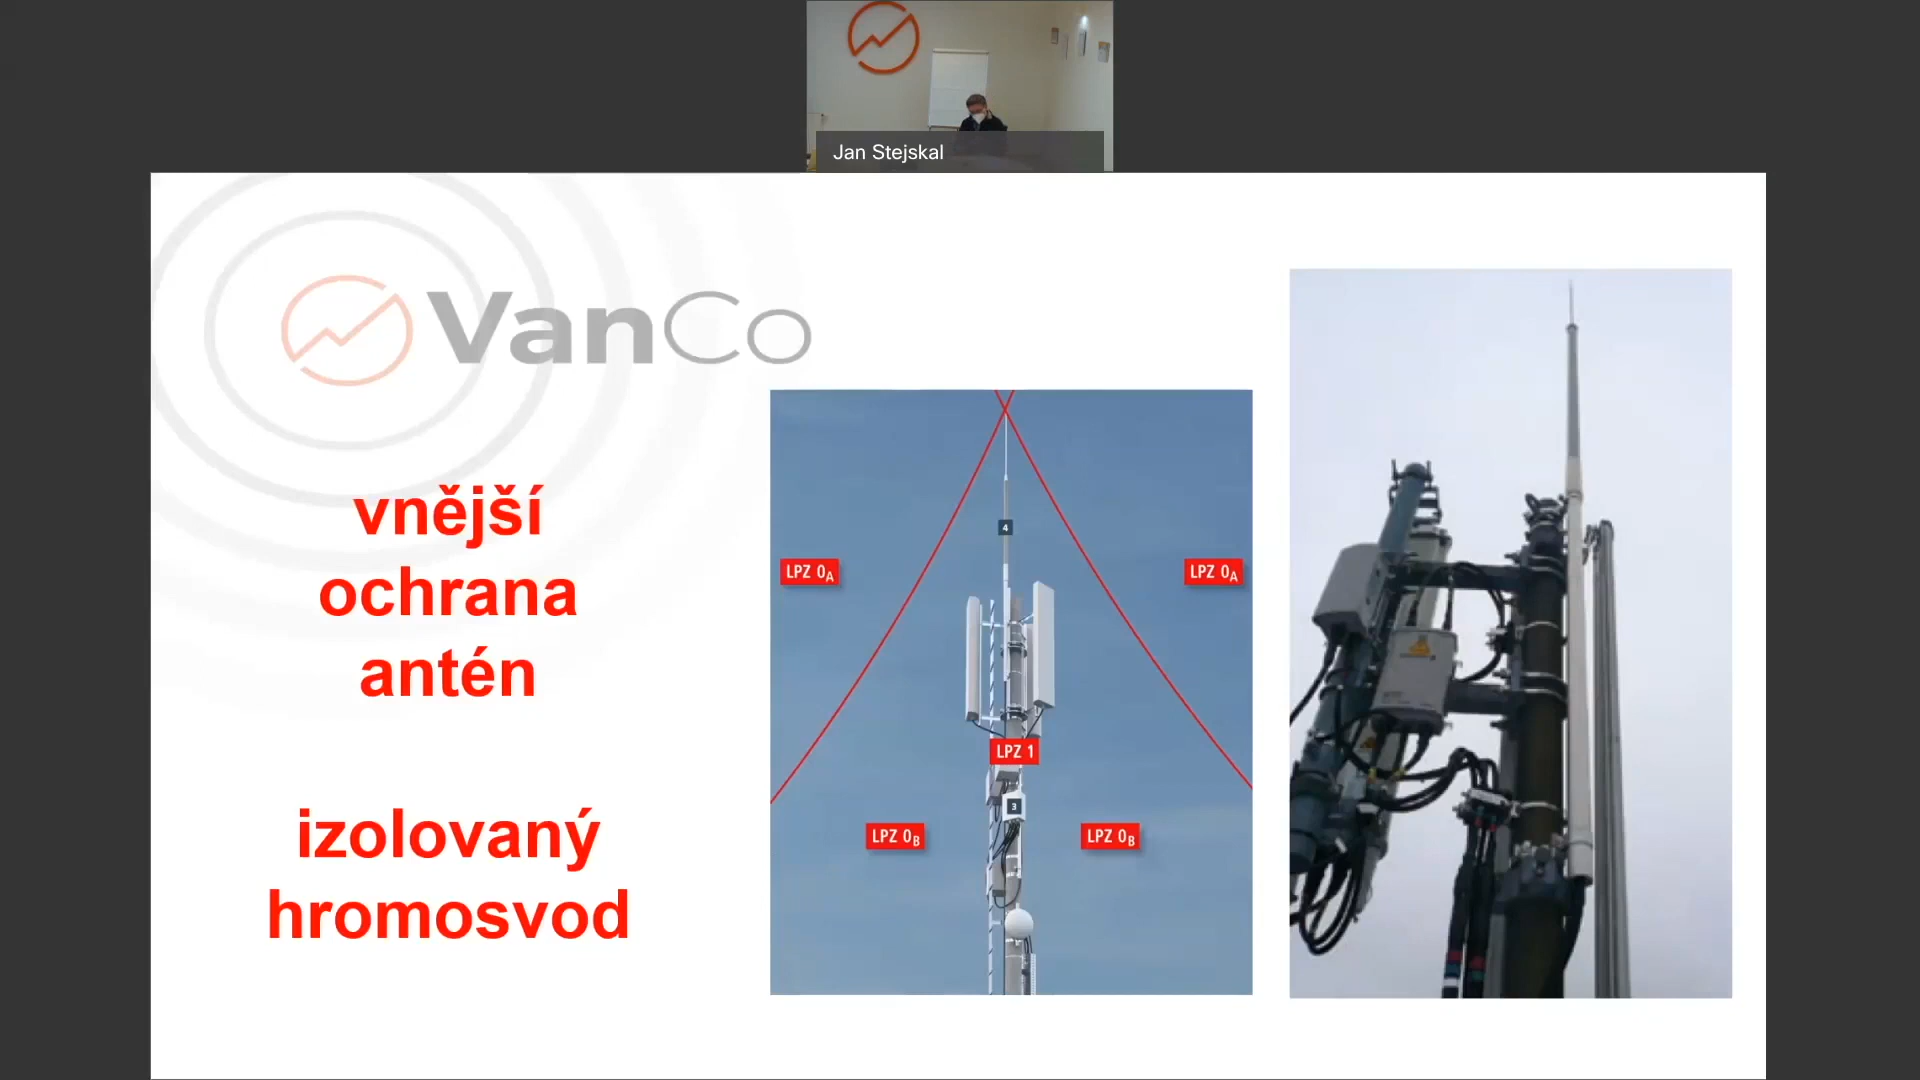 Jan Stejskal
VanCo
vnější
ochrana
antén
izolovaný
hromosvod
4
LPZ 0A
LPZ 0A
LPZ 1
3
LPZ 0B
LPZ 0B